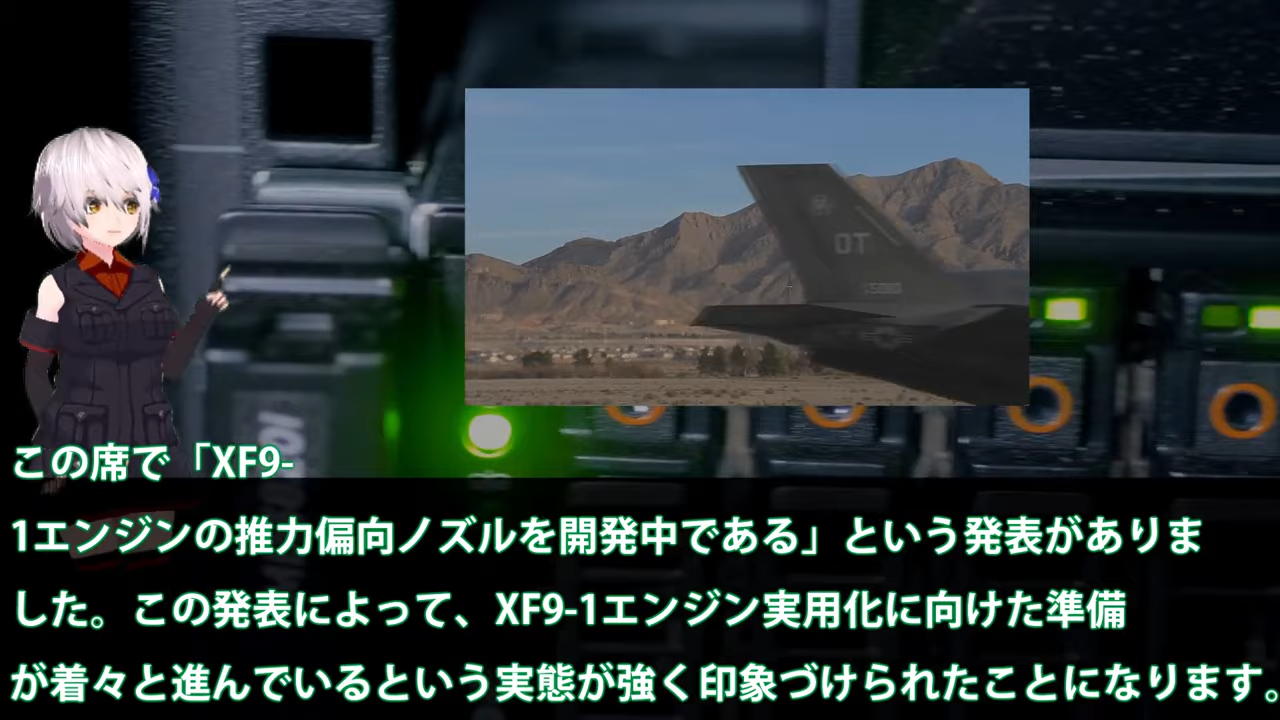 OT
この席で「XF9-
1エンジンの推力偏向ノズルを開発中である」という発表がありま
した。この発表によって、XF9-1エンジン実用化に向けた準備
が着々と進んでいるという実態が強く印象づけられたことになります。